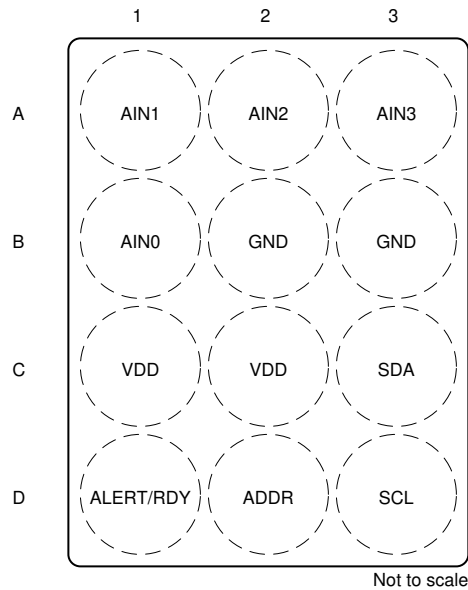 1 2 3
A AIN1 AIN2 AIN3
B AIN0 GND GND
C VDD VDD SDA
D ALERT/RDY ADDR SCL
Not to scale